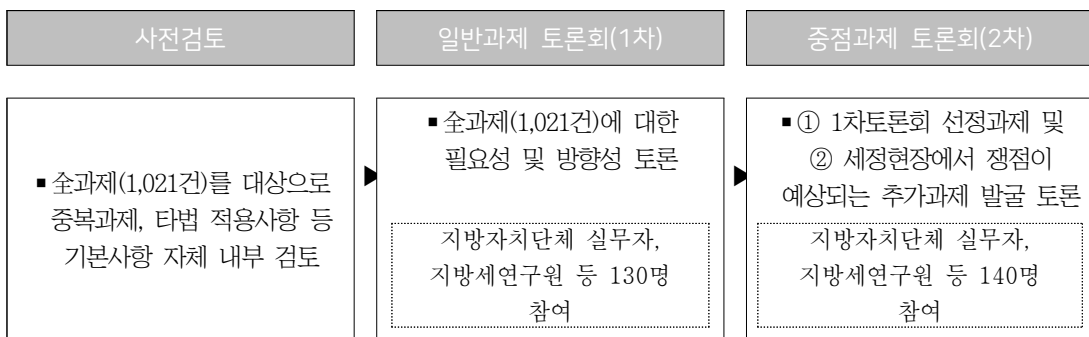 사전검토
■ 全과제(1,021건)를 대상으로
중복과제, 타법 적용사항 등
기본사항 자체 내부 검토
▶
일반과제 토론회(1차)
■ 全과제(1,021건)에 대한
필요성 및 방향성 토론
지방자치단체 실무자,
지방세연구원 등 130명
참여
▶
중점과제 토론회(2차)
■ ① 1차토론회 선정과제 및
② 세정현장에서 쟁점이
예상되는 추가과제 발굴 토론
지방자치단체 실무자,
지방세연구원 등 140명
참여